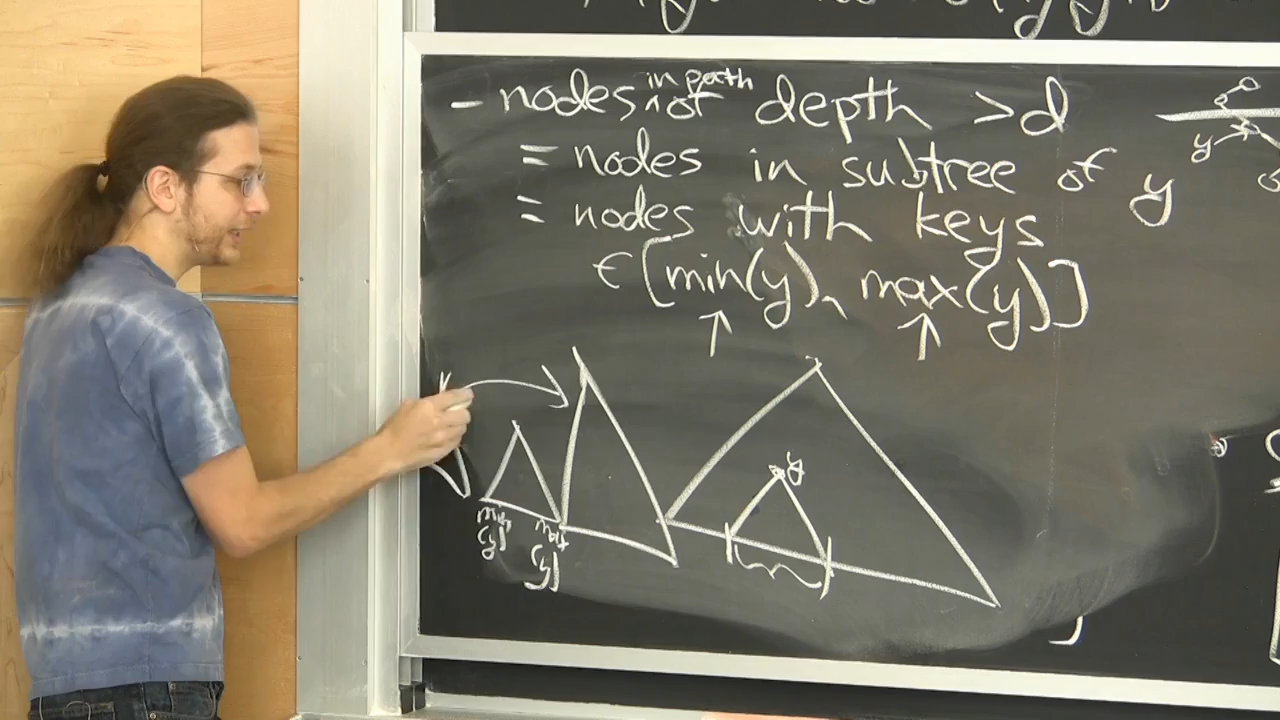 - nodes in path of depth > d
= nodes in subtree of y
= nodes with keys
∈ [min(y), max(y)]
y
y
min
(y)
max
(y)